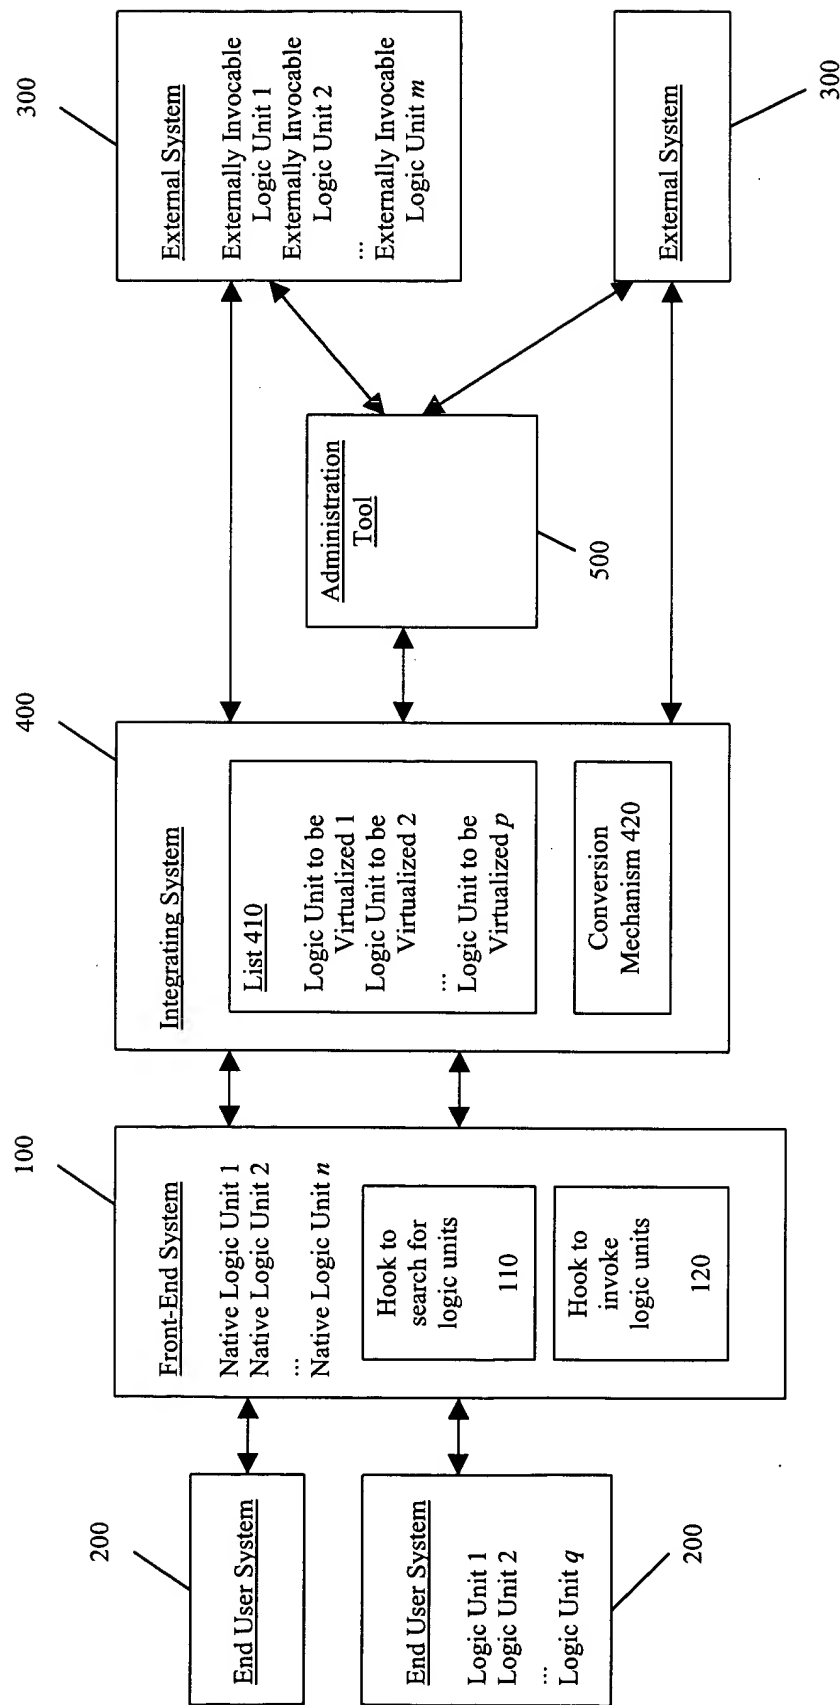 200
End User System
End User System
Logic Unit 1
Logic Unit 2
...
Logic Unit q
200
100
Front-End System
Native Logic Unit 1
Native Logic Unit 2
...
Native Logic Unit n
Hook to
search for
logic units
110
Hook to
invoke
logic units
120
400
Integrating System
List 410
Logic Unit to be
Virtualized 1
Logic Unit to be
Virtualized 2
...
Logic Unit to be
Virtualized p
Conversion
Mechanism 420
Administration
Tool
500
300
External System
Externally Invocable
Logic Unit 1
Externally Invocable
Logic Unit 2
...
Externally Invocable
Logic Unit m
External System
300